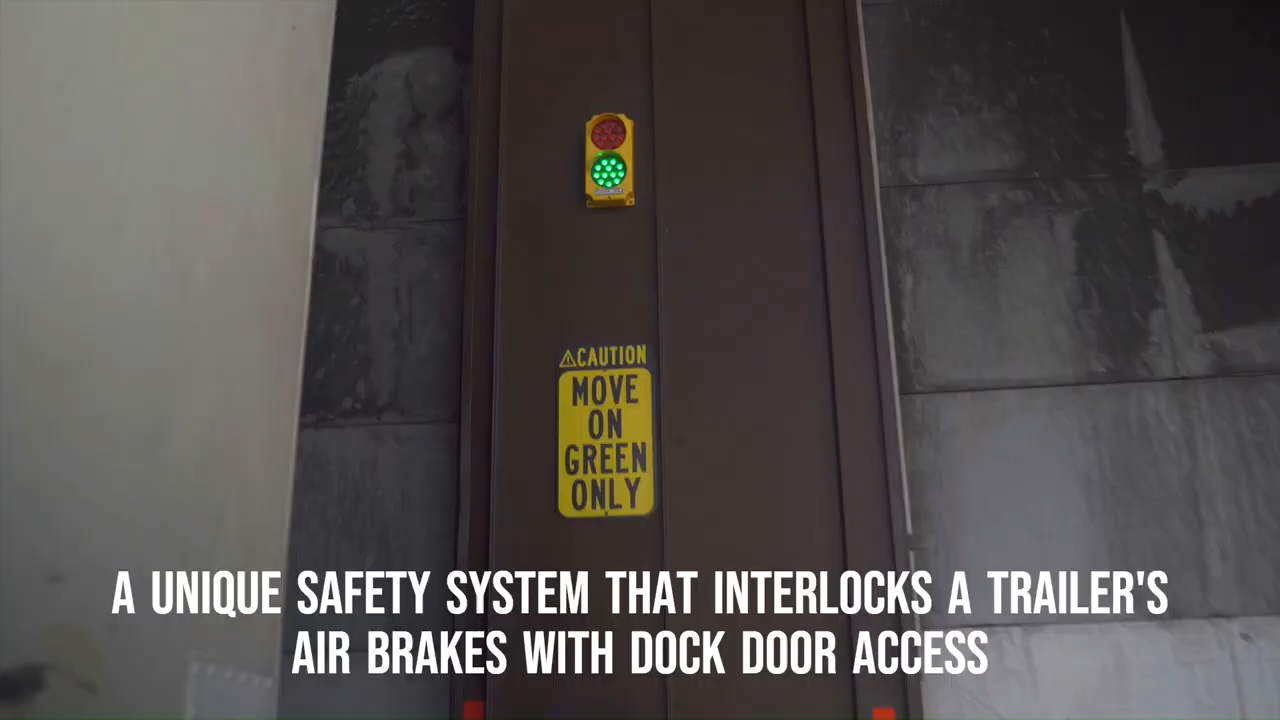 CAUTION
MOVE
ON
GREEN
ONLY
A UNIQUE SAFETY SYSTEM THAT INTERLOCKS A TRAILER'S
AIR BRAKES WITH DOCK DOOR ACCESS